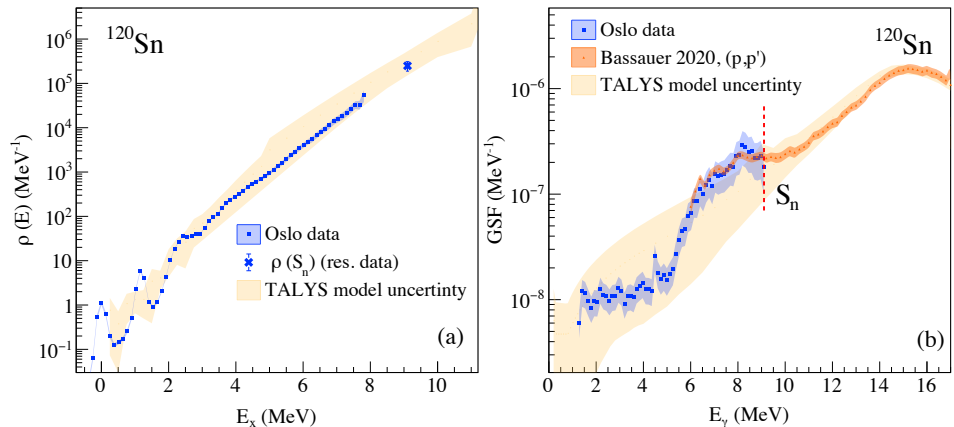 ¹²⁰Sn
10⁶
10⁵
10⁴
10³
10²
10
1
10⁻¹
ρ (E) (MeV⁻¹)
Oslo data
ρ (Sₙ) (res. data)
TALYS model uncertinty
(a)
0 2 4 6 8 10
Eₓ (MeV)
Oslo data
Bassauer 2020, (p,p')
TALYS model uncertainty
¹²⁰Sn
10⁻⁶
10⁻⁷
10⁻⁸
GSF (MeV⁻¹)
Sₙ
(b)
0 2 4 6 8 10 12 14 16
Eᵧ (MeV)